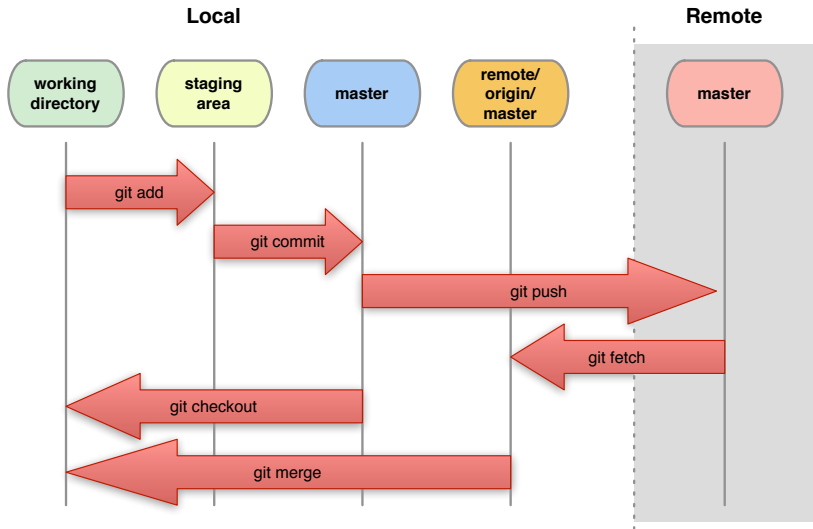 Local
Remote
working
directory
staging
area
master
remote/
origin/
master
master
git add
git commit
git push
git fetch
git checkout
git merge